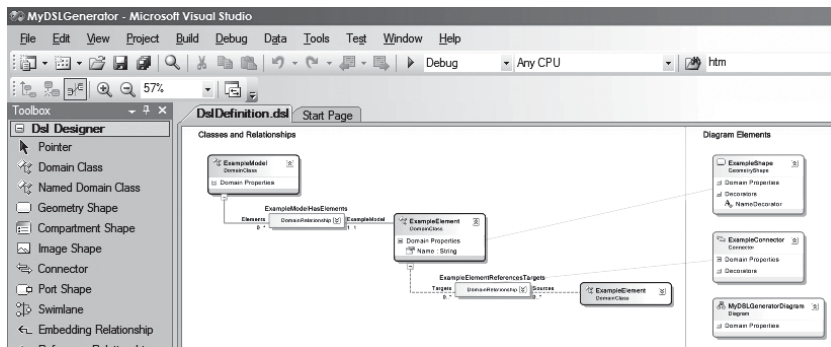 MyDSLGenerator - Microsoft Visual Studio
File Edit View Project Build Debug Data Tools Test Window Help
Debug Any CPU htm
57%
Toolbox
DslDefinition.dsl Start Page
Dsl Designer
Pointer
Domain Class
Named Domain Class
Geometry Shape
Compartment Shape
Image Shape
Connector
Port Shape
Swimlane
Embedding Relationship
Classes and Relationships
ExampleModel
DomainClass
Domain Properties
ExampleModelHasElements
Elements
0..*
DomainRelationship
ExampleModel
1..1
ExampleElement
DomainClass
Domain Properties
Name : String
ExampleElementReferencesTargets
Targets
0..*
DomainRelationship
Sources
0..*
ExampleElement
DomainClass
Diagram Elements
ExampleShape
GeometryShape
Domain Properties
Decorators
NameDecorator
ExampleConnector
Connector
Domain Properties
Decorators
MyDSLGeneratorDiagram
Diagram
Domain Properties